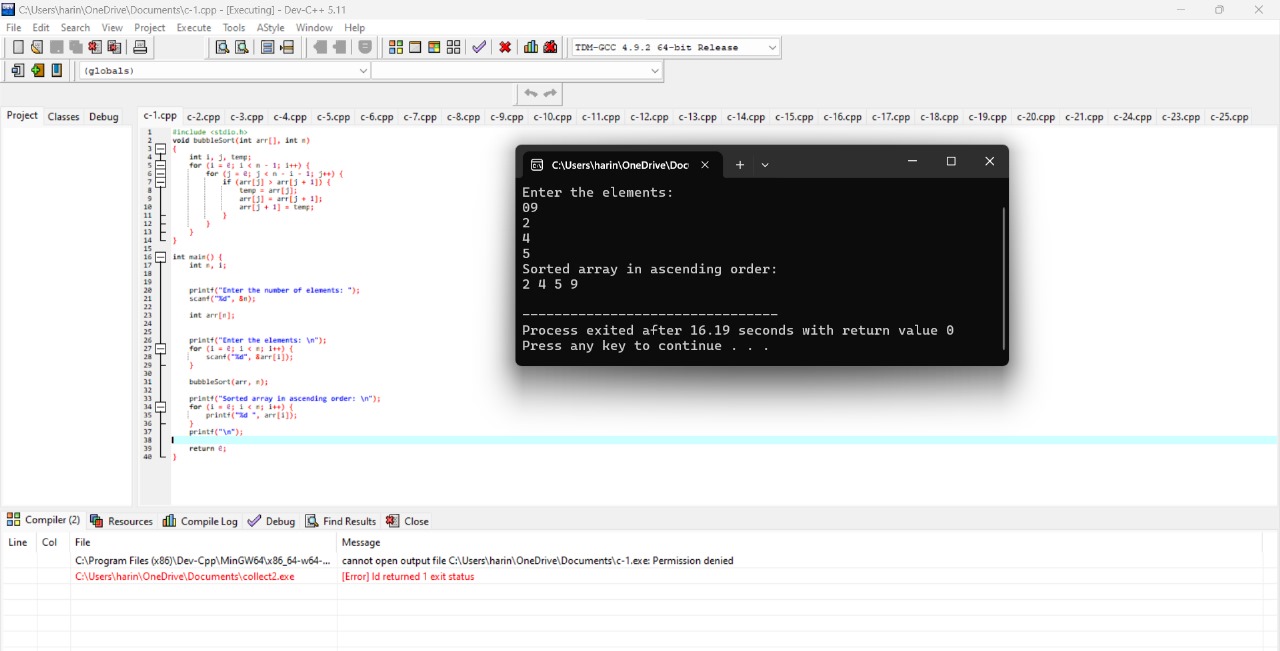 C:\Users\harin\OneDrive\Documents\c-1.cpp - [Executing] - Dev-C++ 5.11
File Edit Search View Project Execute Tools AStyle Window Help
TDM-GCC 4.9.2 64-bit Release
(globals)
Project Classes Debug
c-1.cpp c-2.cpp c-3.cpp c-4.cpp c-5.cpp c-6.cpp c-7.cpp c-8.cpp c-9.cpp c-10.cpp c-11.cpp c-12.cpp c-13.cpp c-14.cpp c-15.cpp c-16.cpp c-17.cpp c-18.cpp c-19.cpp c-20.cpp c-21.cpp c-24.cpp c-23.cpp c-25.cpp
1 #include <stdio.h>
2 void bubbleSort(int arr[], int n)
3 {
4 int i, j, temp;
5 for (i = 0; i < n - 1; i++) {
6 for (j = 0; j < n - i - 1; j++) {
7 if (arr[j] > arr[j + 1]) {
8 temp = arr[j];
9 arr[j] = arr[j + 1];
10 arr[j + 1] = temp;
11 }
12 }
13 }
14 }
15
16 int main() {
17 int n, i;
18
19
20 printf("Enter the number of elements: ");
21 scanf("%d", &n);
22
23 int arr[n];
24
25
26 printf("Enter the elements: \n");
27 for (i = 0; i < n; i++) {
28 scanf("%d", &arr[i]);
29 }
30
31 bubbleSort(arr, n);
32
33 printf("Sorted array in ascending order: \n");
34 for (i = 0; i < n; i++) {
35 printf("%d ", arr[i]);
36 }
37 printf("\n");
38
39 return 0;
40 }
C:\Users\harin\OneDrive\Doc
Enter the elements:
09
2
4
5
Sorted array in ascending order:
2 4 5 9
--------------------------------
Process exited after 16.19 seconds with return value 0
Press any key to continue . . .
Compiler (2) Resources Compile Log Debug Find Results Close
Line Col File Message
C:\Program Files (x86)\Dev-Cpp\MinGW64\x86_64-w64-... cannot open output file C:\Users\harin\OneDrive\Documents\c-1.exe: Permission denied
C:\Users\harin\OneDrive\Documents\collect2.exe [Error] ld returned 1 exit status